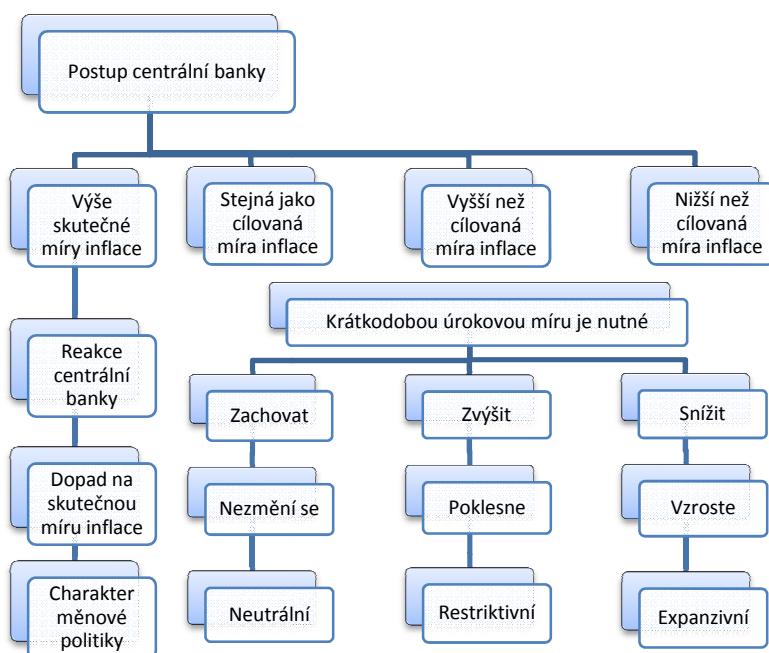 Postup centrální banky
Výše
skutečné
míry inflace
Stejná jako
cílovaná
míra inflace
Vyšší než
cílovaná
míra inflace
Nižší než
cílovaná
míra inflace
Krátkodobou úrokovou míru je nutné
Reakce
centrální
banky
Zachovat
Zvýšit
Snížit
Dopad na
skutečnou
míru inflace
Nezmění se
Poklesne
Vzroste
Charakter
měnové
politiky
Neutrální
Restriktivní
Expanzivní